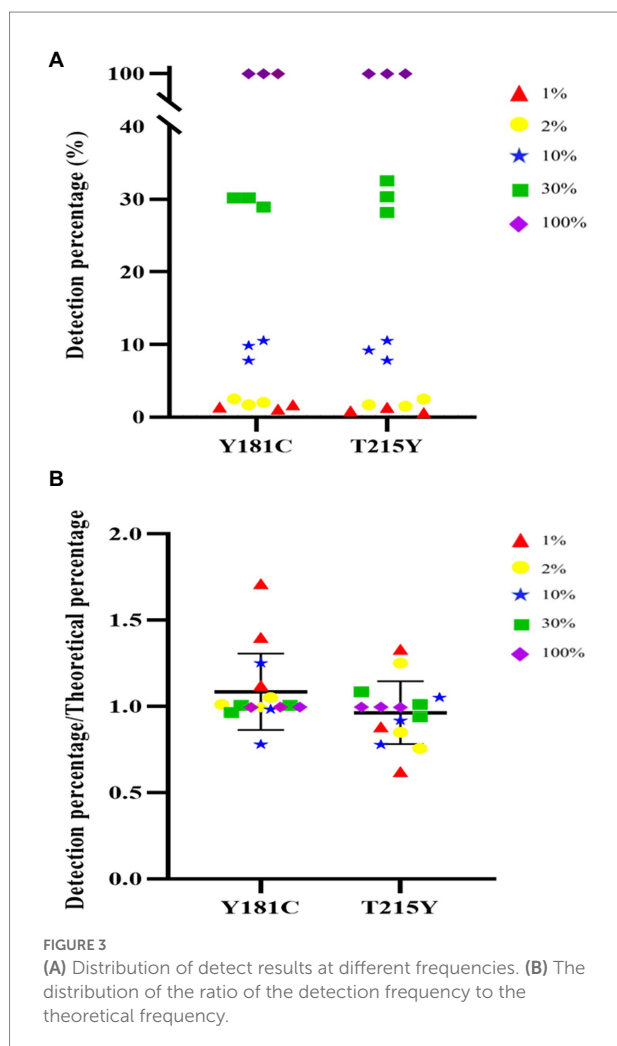 A
Detection percentage (%)
100
40
30
20
10
0
Y181C
T215Y
1%
2%
10%
30%
100%
B
Detection percentage/Theoretical percentage
2.0
1.5
1.0
0.5
0.0
Y181C
T215Y
1%
2%
10%
30%
100%
FIGURE 3
(A) Distribution of detect results at different frequencies. (B) The
distribution of the ratio of the detection frequency to the
theoretical frequency.